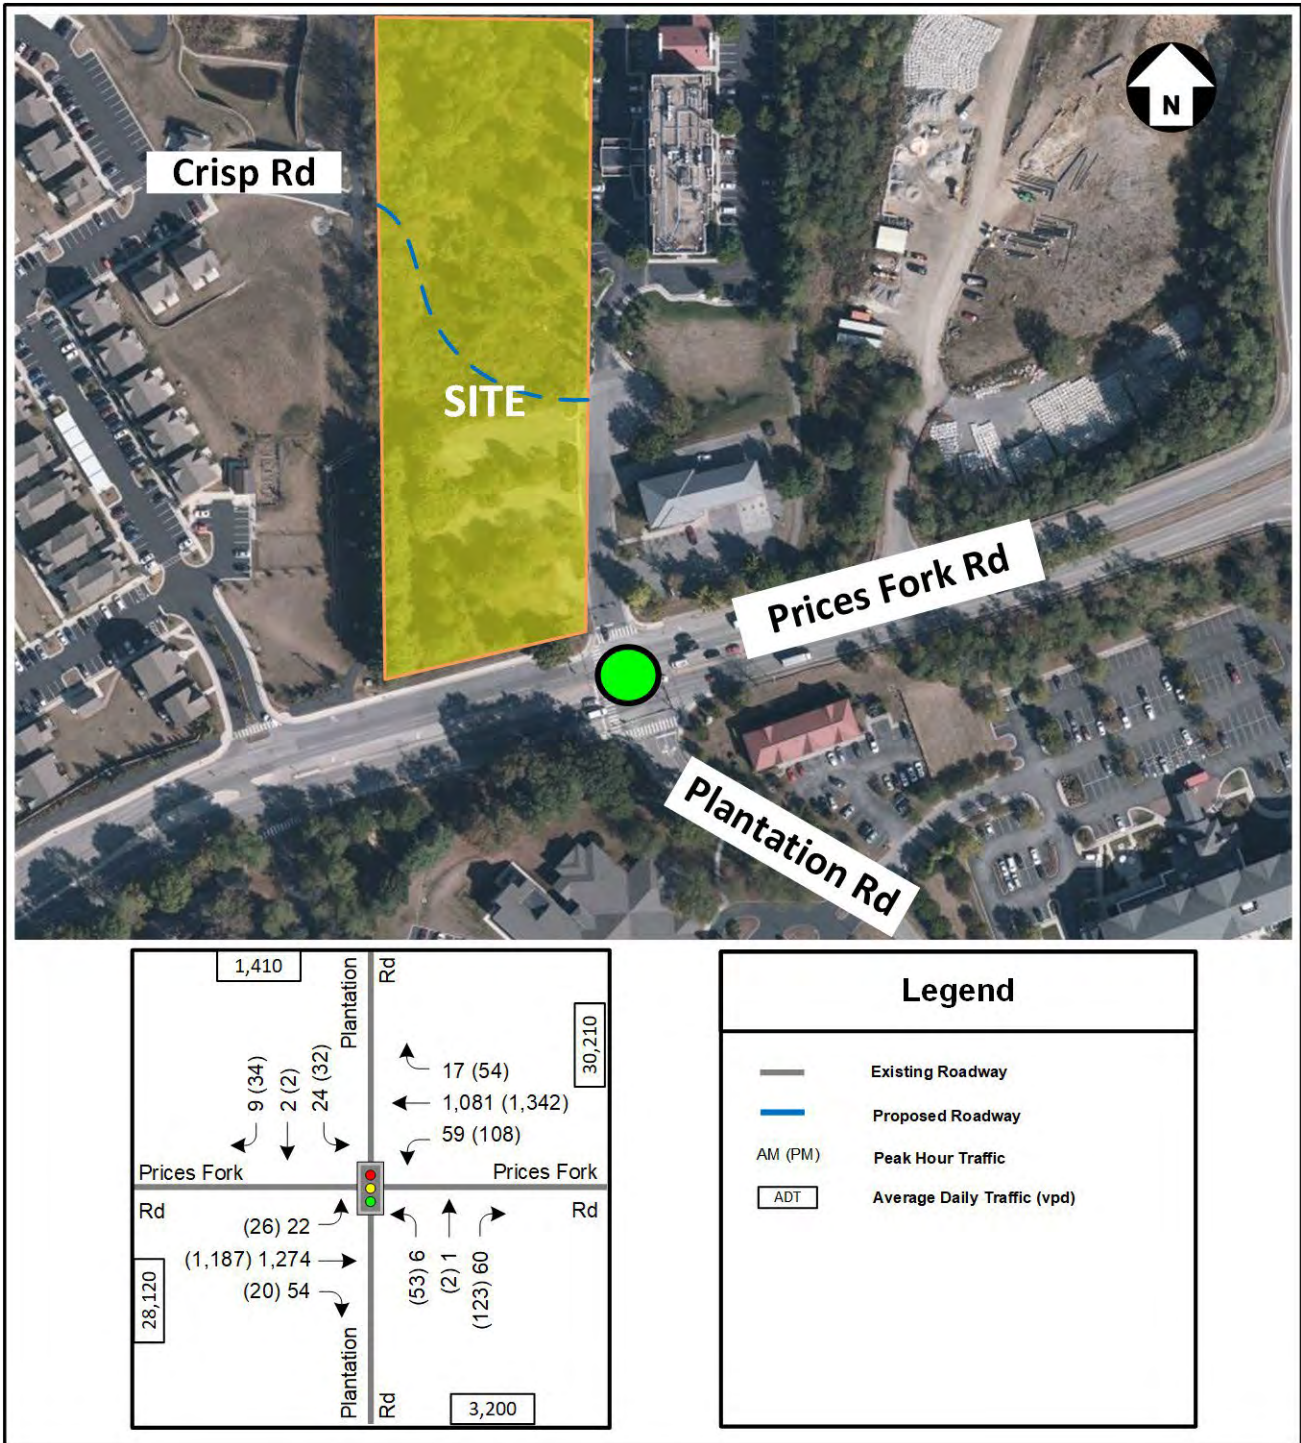 N
Crisp Rd
SITE
Prices Fork Rd
Plantation Rd
1,410
Plantation
Rd
30,210
9 (34)
2 (2)
24 (32)
17 (54)
1,081 (1,342)
59 (108)
Prices Fork
Rd
Prices Fork
Rd
(26) 22
(1,187) 1,274
(20) 54
(53) 6
(2) 1
(123) 60
28,120
Plantation
Rd
3,200
Legend
Existing Roadway
Proposed Roadway
AM (PM) Peak Hour Traffic
ADT Average Daily Traffic (vpd)